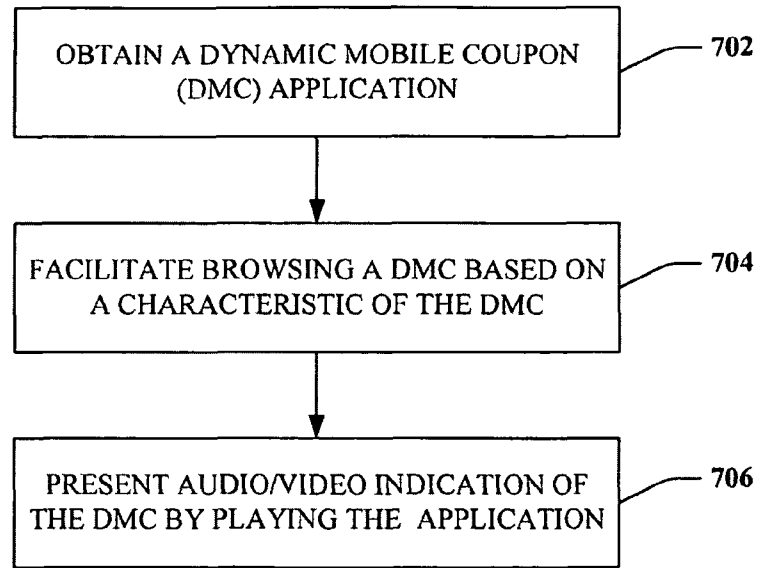 OBTAIN A DYNAMIC MOBILE COUPON
(DMC) APPLICATION
702
FACILITATE BROWSING A DMC BASED ON
A CHARACTERISTIC OF THE DMC
704
PRESENT AUDIO/VIDEO INDICATION OF
THE DMC BY PLAYING THE APPLICATION
706